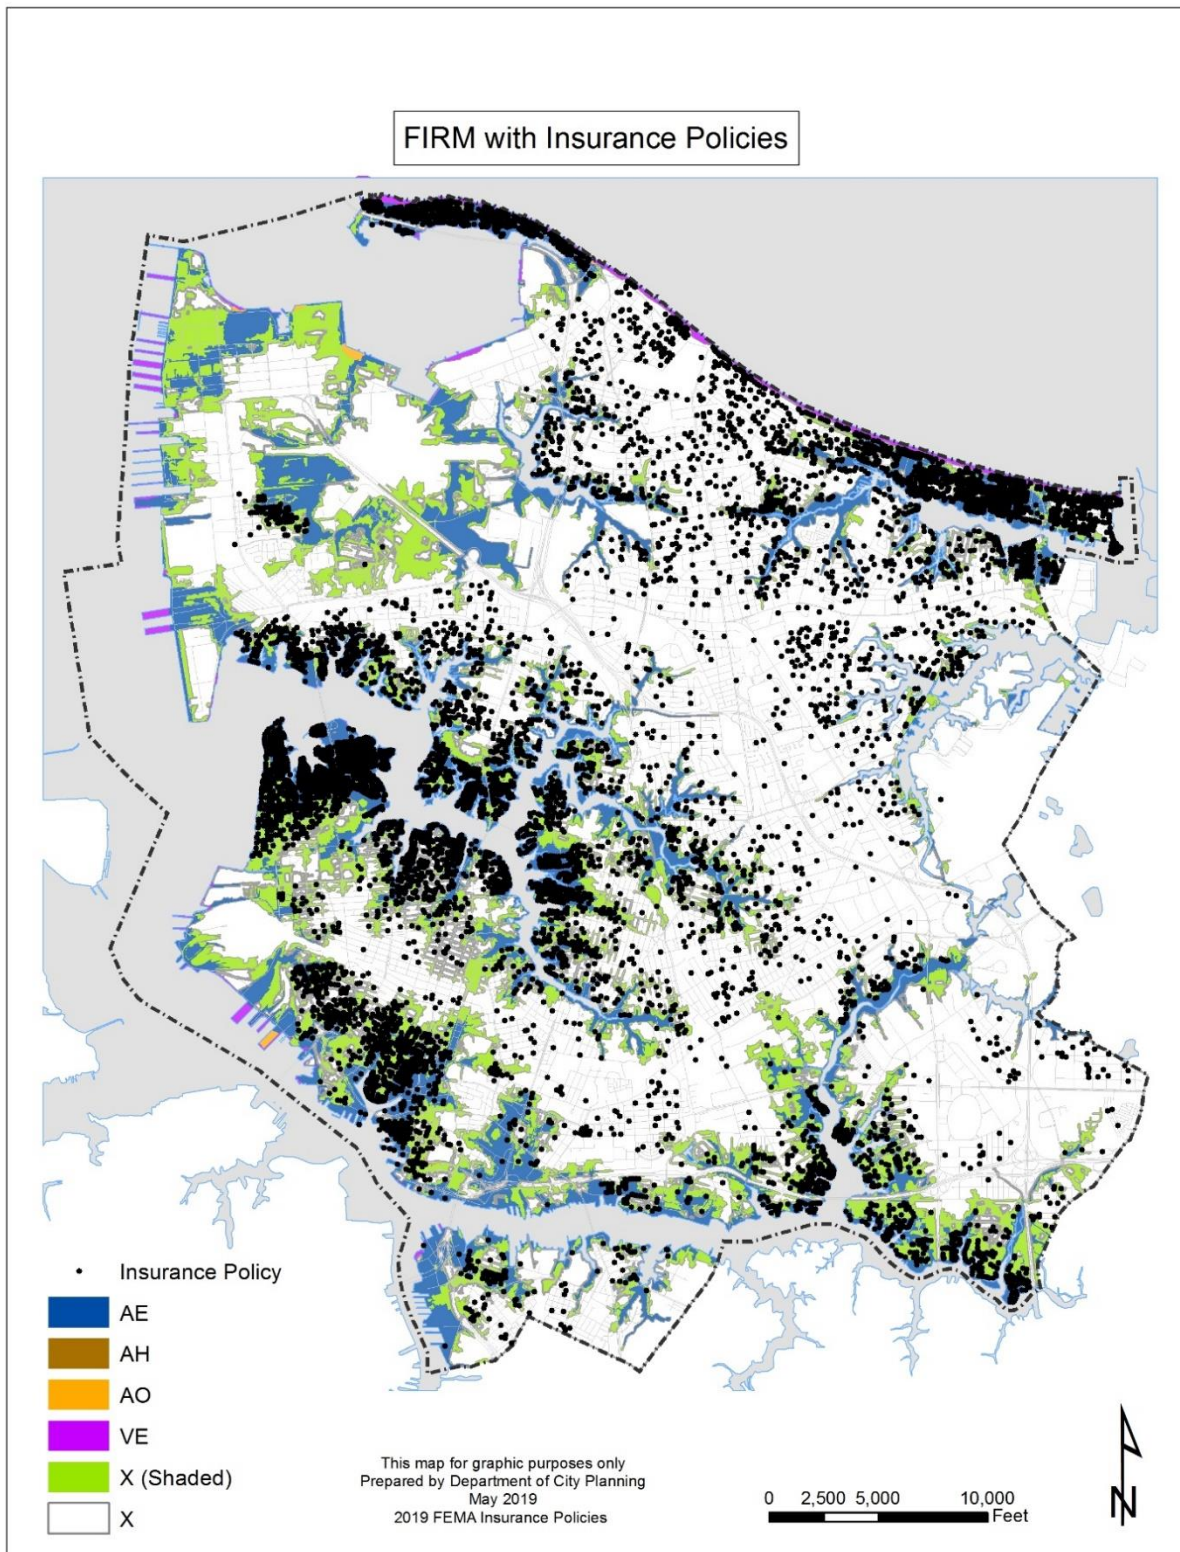 FIRM with Insurance Policies
Insurance Policy
AE
AH
AO
VE
X (Shaded)
X
This map for graphic purposes only
Prepared by Department of City Planning
May 2019
2019 FEMA Insurance Policies
0 2,500 5,000 10,000
Feet
N